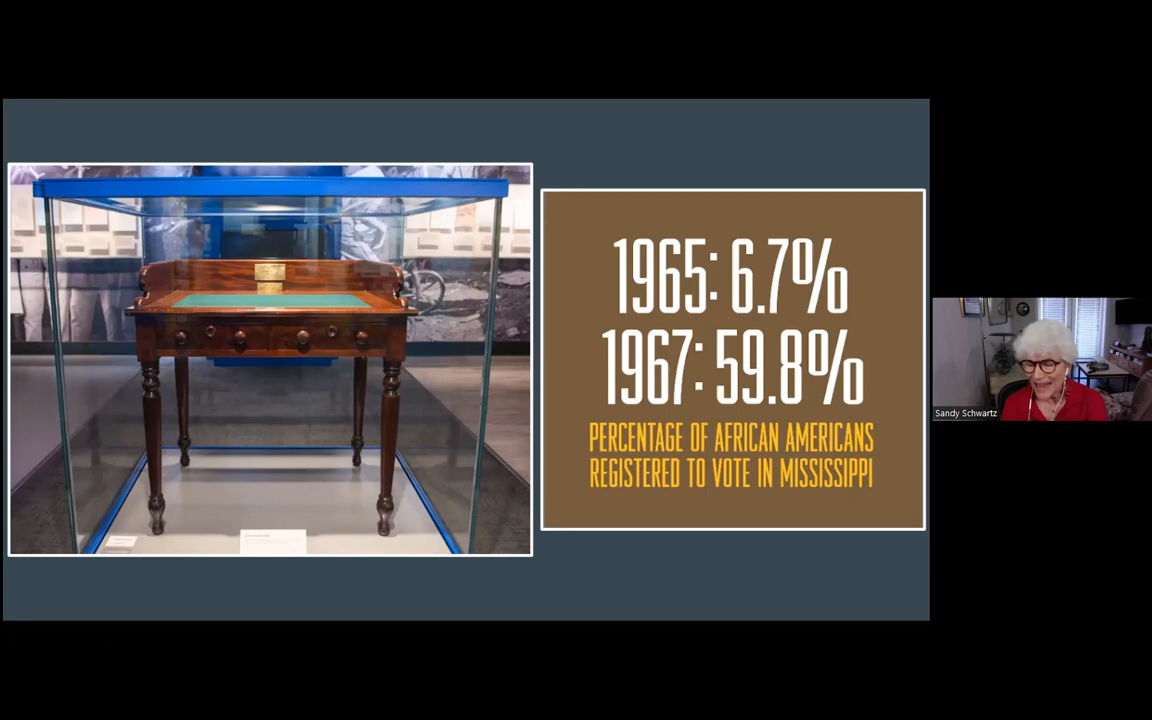 1965: 6.7%
1967: 59.8%
PERCENTAGE OF AFRICAN AMERICANS
REGISTERED TO VOTE IN MISSISSIPPI
Sandy Schwartz